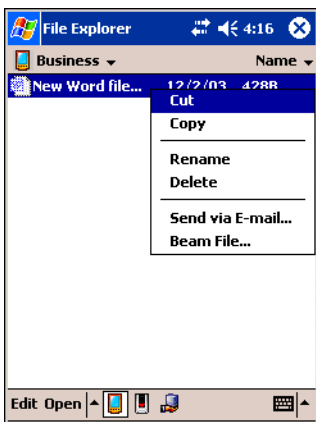 File Explorer 4:16
Business Name
New Word file... 12/2/03 428B
Cut
Copy
Rename
Delete
Send via E-mail...
Beam File...
Edit Open